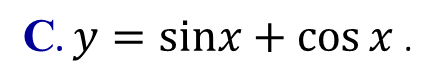 C. y = sinx + cos x .